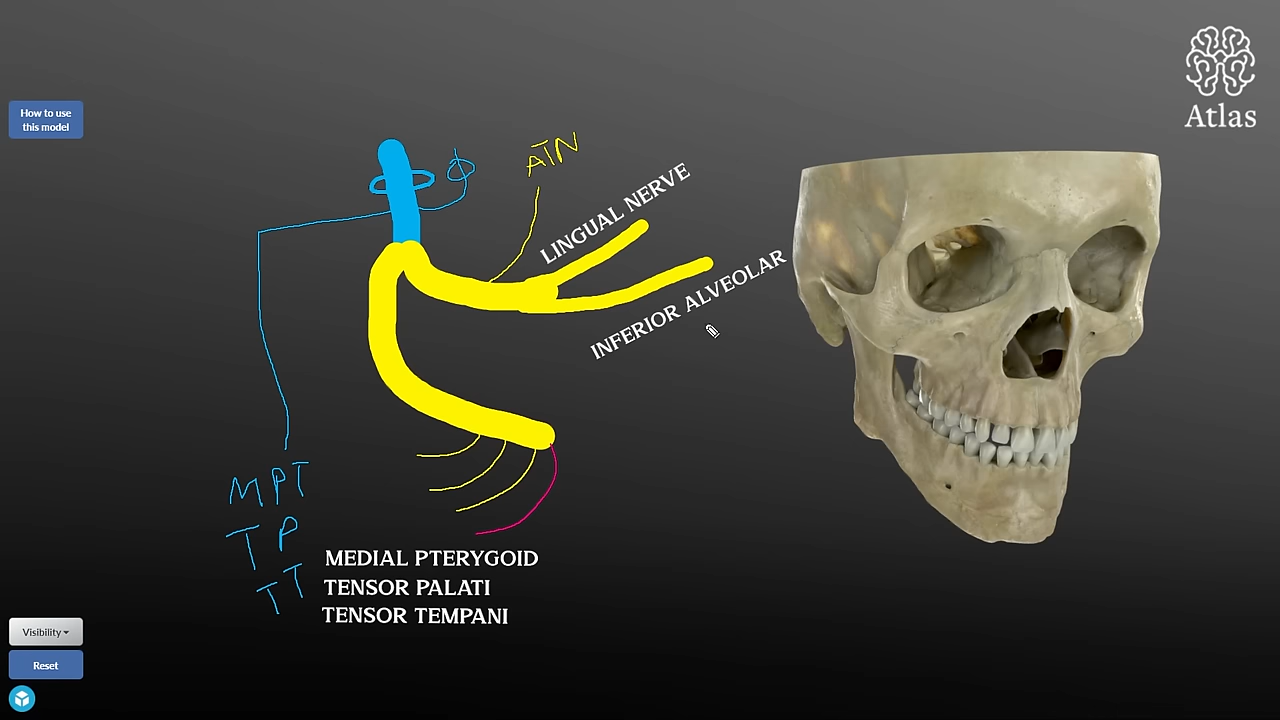 How to use
this model
Atlas
ATN
LINGUAL NERVE
INFERIOR ALVEOLAR
MPT
TP
TT
MEDIAL PTERYGOID
TENSOR PALATI
TENSOR TEMPANI
Visibility
Reset